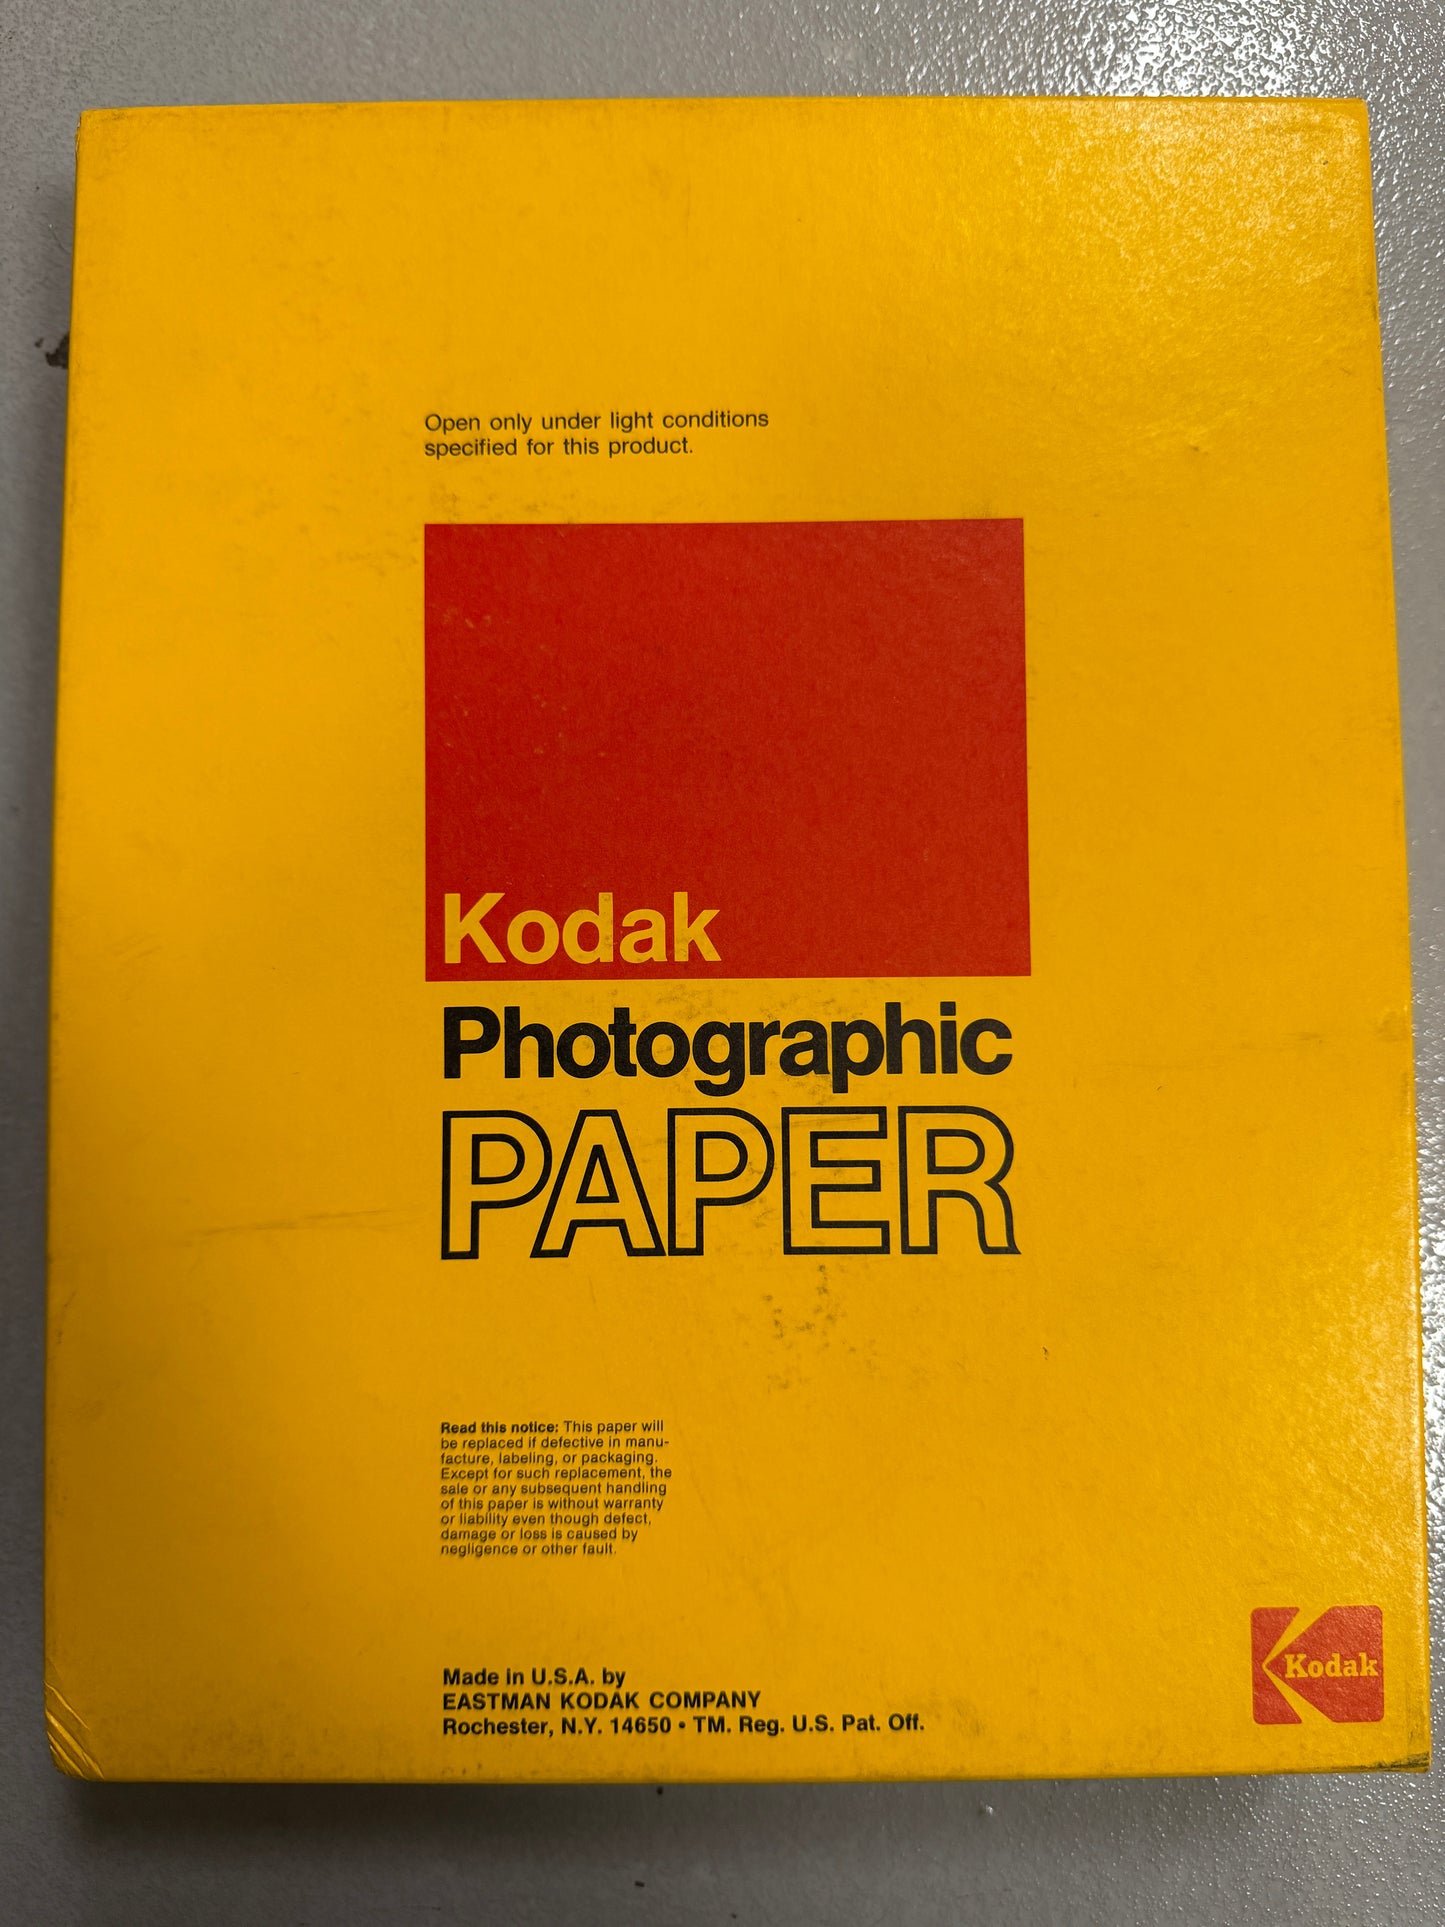 Open only under light conditions
specified for this product.
Kodak
Photographic
PAPER
Read this notice: This paper will
be replaced if defective in manu-
facture, labeling, or packaging.
Except for such replacement, the
sale or any subsequent handling
of this paper is without warranty
or liability even though defect,
damage or loss is caused by
negligence or other fault.
Kodak
Made in U.S.A. by
EASTMAN KODAK COMPANY
Rochester, N.Y. 14650 • TM. Reg. U.S. Pat. Off.